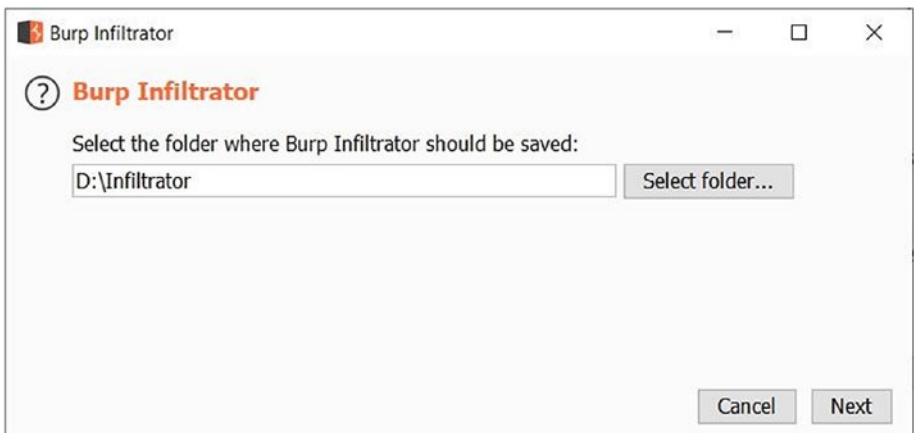 Burp Infiltrator
Burp Infiltrator
Select the folder where Burp Infiltrator should be saved:
D:\Infiltrator Select folder...
Cancel Next